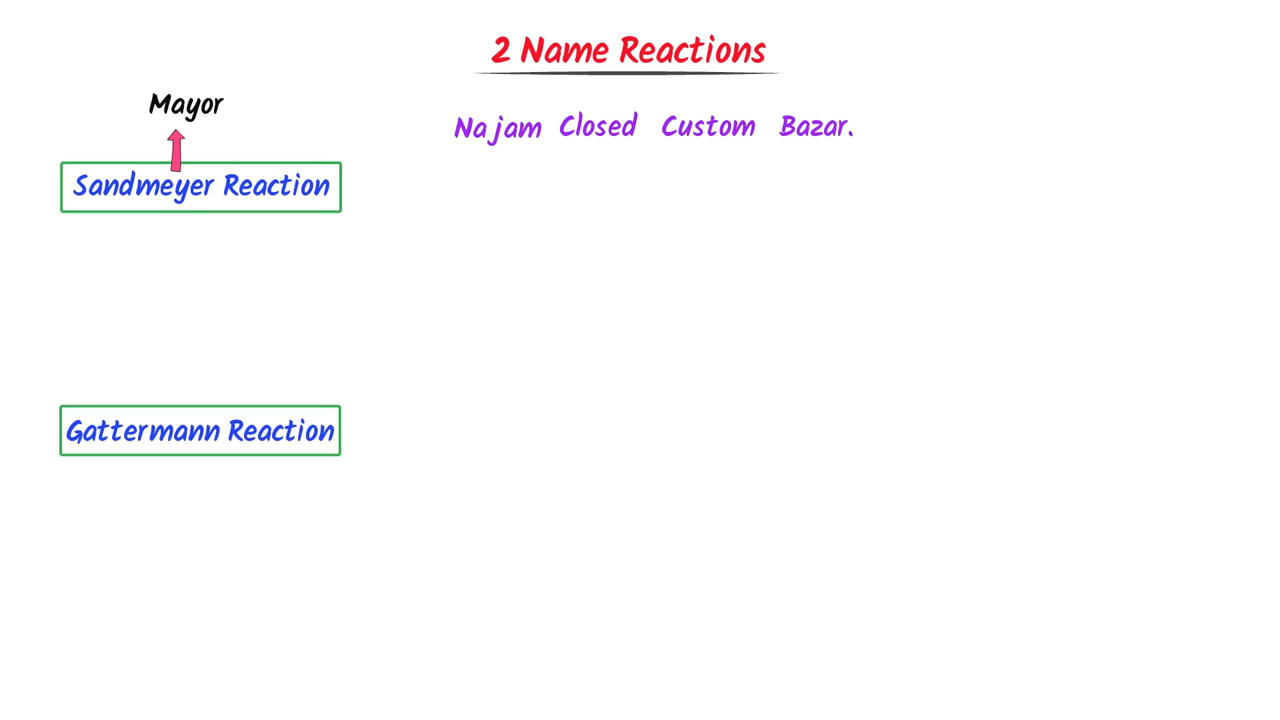 2 Name Reactions
Mayor
Najam Closed Custom Bazar.
Sandmeyer Reaction
Gattermann Reaction